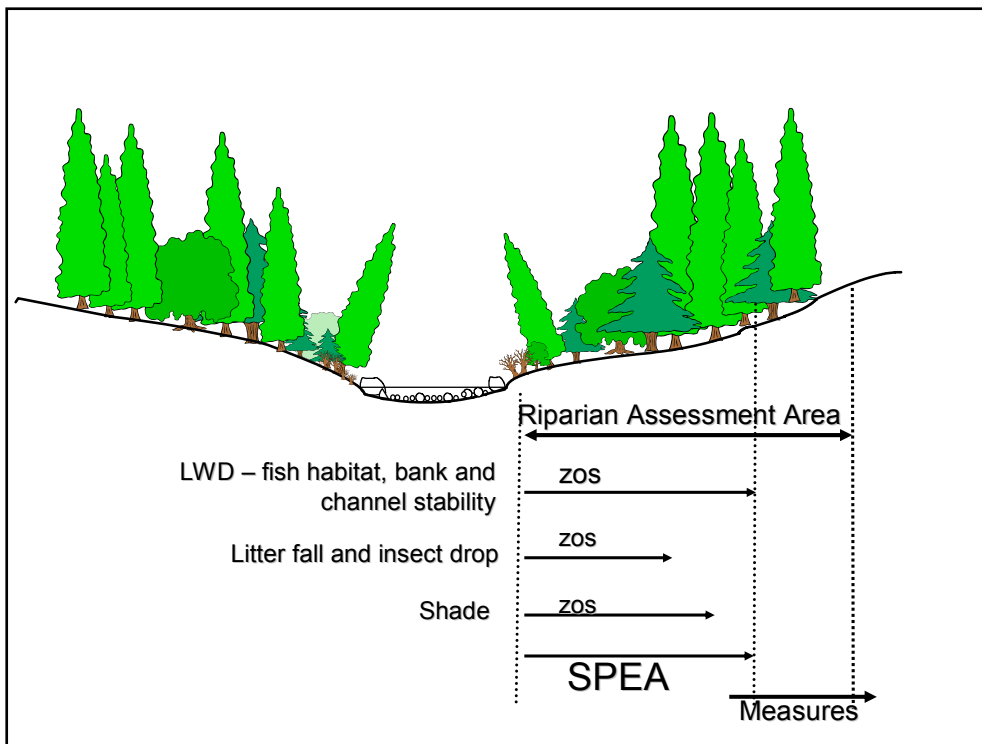 Riparian Assessment Area
LWD – fish habitat, bank and
channel stability
zos
Litter fall and insect drop
zos
Shade
zos
SPEA
Measures